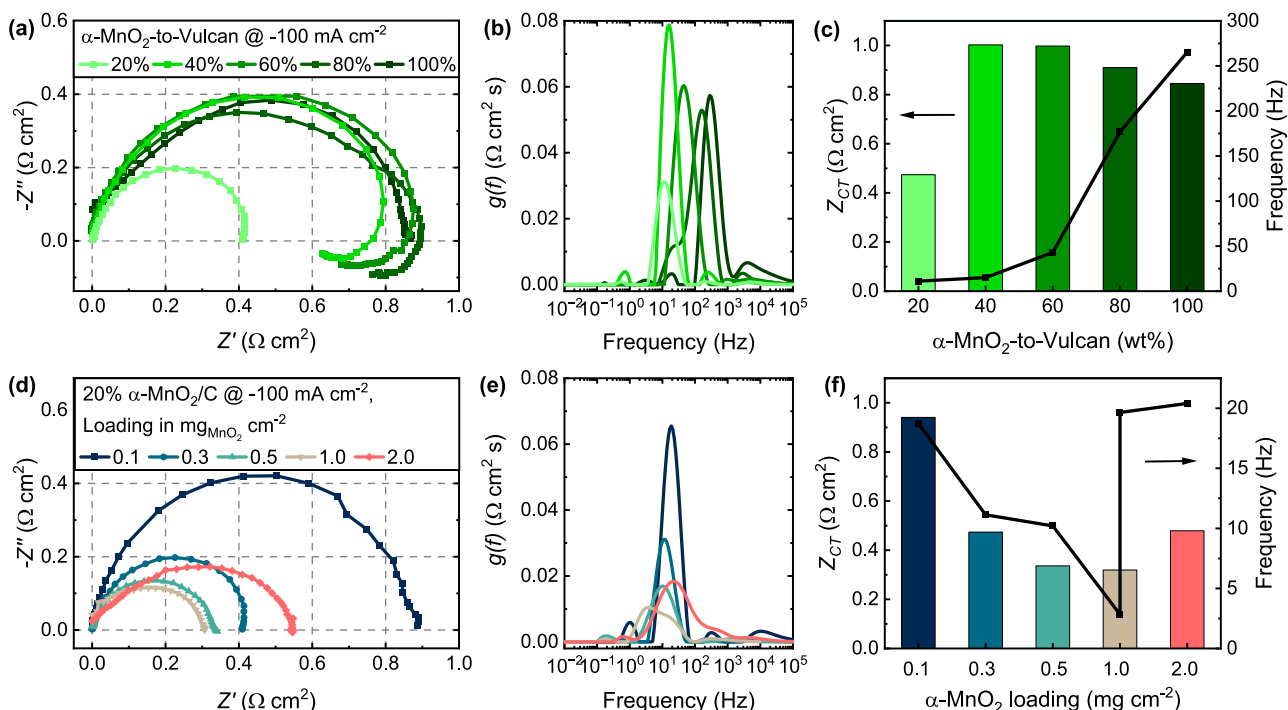 (a)
α-MnO₂-to-Vulcan @ -100 mA cm⁻²
20% 40% 60% 80% 100%
0.4
0.2
0.0
-Z″ (Ω cm²)
0.0 0.2 0.4 0.6 0.8 1.0
Z′ (Ω cm²)
(b)
0.08
0.06
0.04
0.02
0.00
g(f) (Ω cm² s)
10⁻² 10⁻¹ 10⁰ 10¹ 10² 10³ 10⁴ 10⁵
Frequency (Hz)
(c)
1.0
0.8
0.6
0.4
0.2
0.0
Z_CT (Ω cm²)
300
250
200
150
100
50
0
Frequency (Hz)
20 40 60 80 100
α-MnO₂-to-Vulcan (wt%)
(d)
20% α-MnO₂/C @ -100 mA cm⁻²,
Loading in mg_MnO₂ cm⁻²
0.1 0.3 0.5 1.0 2.0
0.6
0.4
0.2
0.0
-Z″ (Ω cm²)
0.0 0.2 0.4 0.6 0.8 1.0
Z′ (Ω cm²)
(e)
0.08
0.06
0.04
0.02
0.00
g(f) (Ω cm² s)
10⁻² 10⁻¹ 10⁰ 10¹ 10² 10³ 10⁴ 10⁵
Frequency (Hz)
(f)
1.0
0.8
0.6
0.4
0.2
0.0
Z_CT (Ω cm²)
20
15
10
5
0
Frequency (Hz)
0.1 0.3 0.5 1.0 2.0
α-MnO₂ loading (mg cm⁻²)